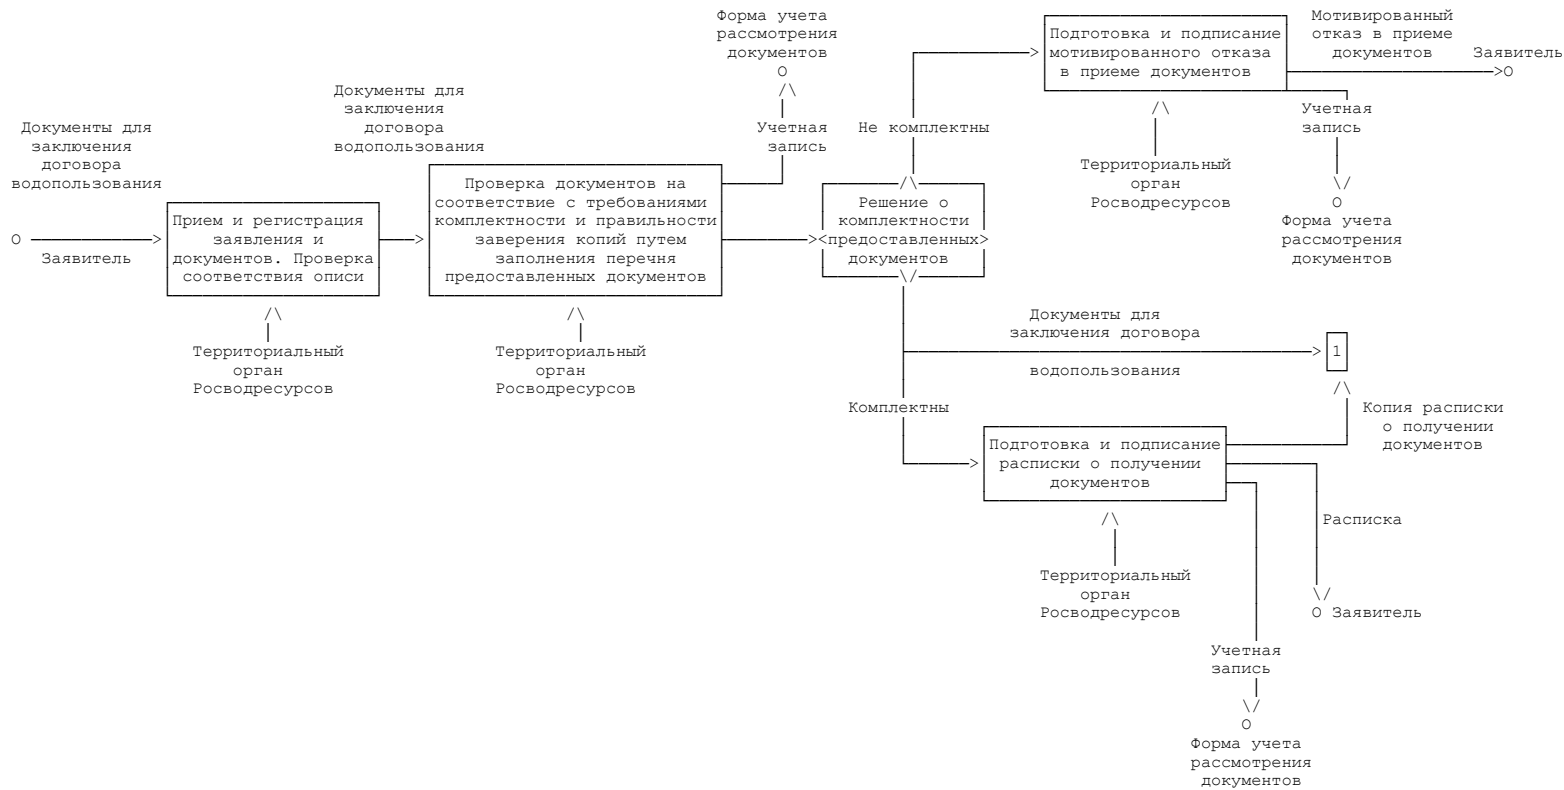 Форма учета
рассмотрения
документов
O
Документы для
заключения
договора
водопользования
Документы для
заключения
договора
водопользования
Учетная
запись
Не комплектны
Подготовка и подписание
мотивированного отказа
в приеме документов
Мотивированный
отказ в приеме
документов
Заявитель
O
Учетная
запись
O
Форма учета
рассмотрения
документов
Территориальный
орган
Росводресурсов
O
Заявитель
Прием и регистрация
заявления и
документов. Проверка
соответствия описи
Проверка документов на
соответствие с требованиями
комплектности и правильности
заверения копий путем
заполнения перечня
предоставленных документов
Решение о
комплектности
<предоставленных>
документов
Территориальный
орган
Росводресурсов
Территориальный
орган
Росводресурсов
Документы для
заключения договора
водопользования
1
Комплектны
Подготовка и подписание
расписки о получении
документов
Копия расписки
о получении
документов
Расписка
O Заявитель
Территориальный
орган
Росводресурсов
Учетная
запись
O
Форма учета
рассмотрения
документов